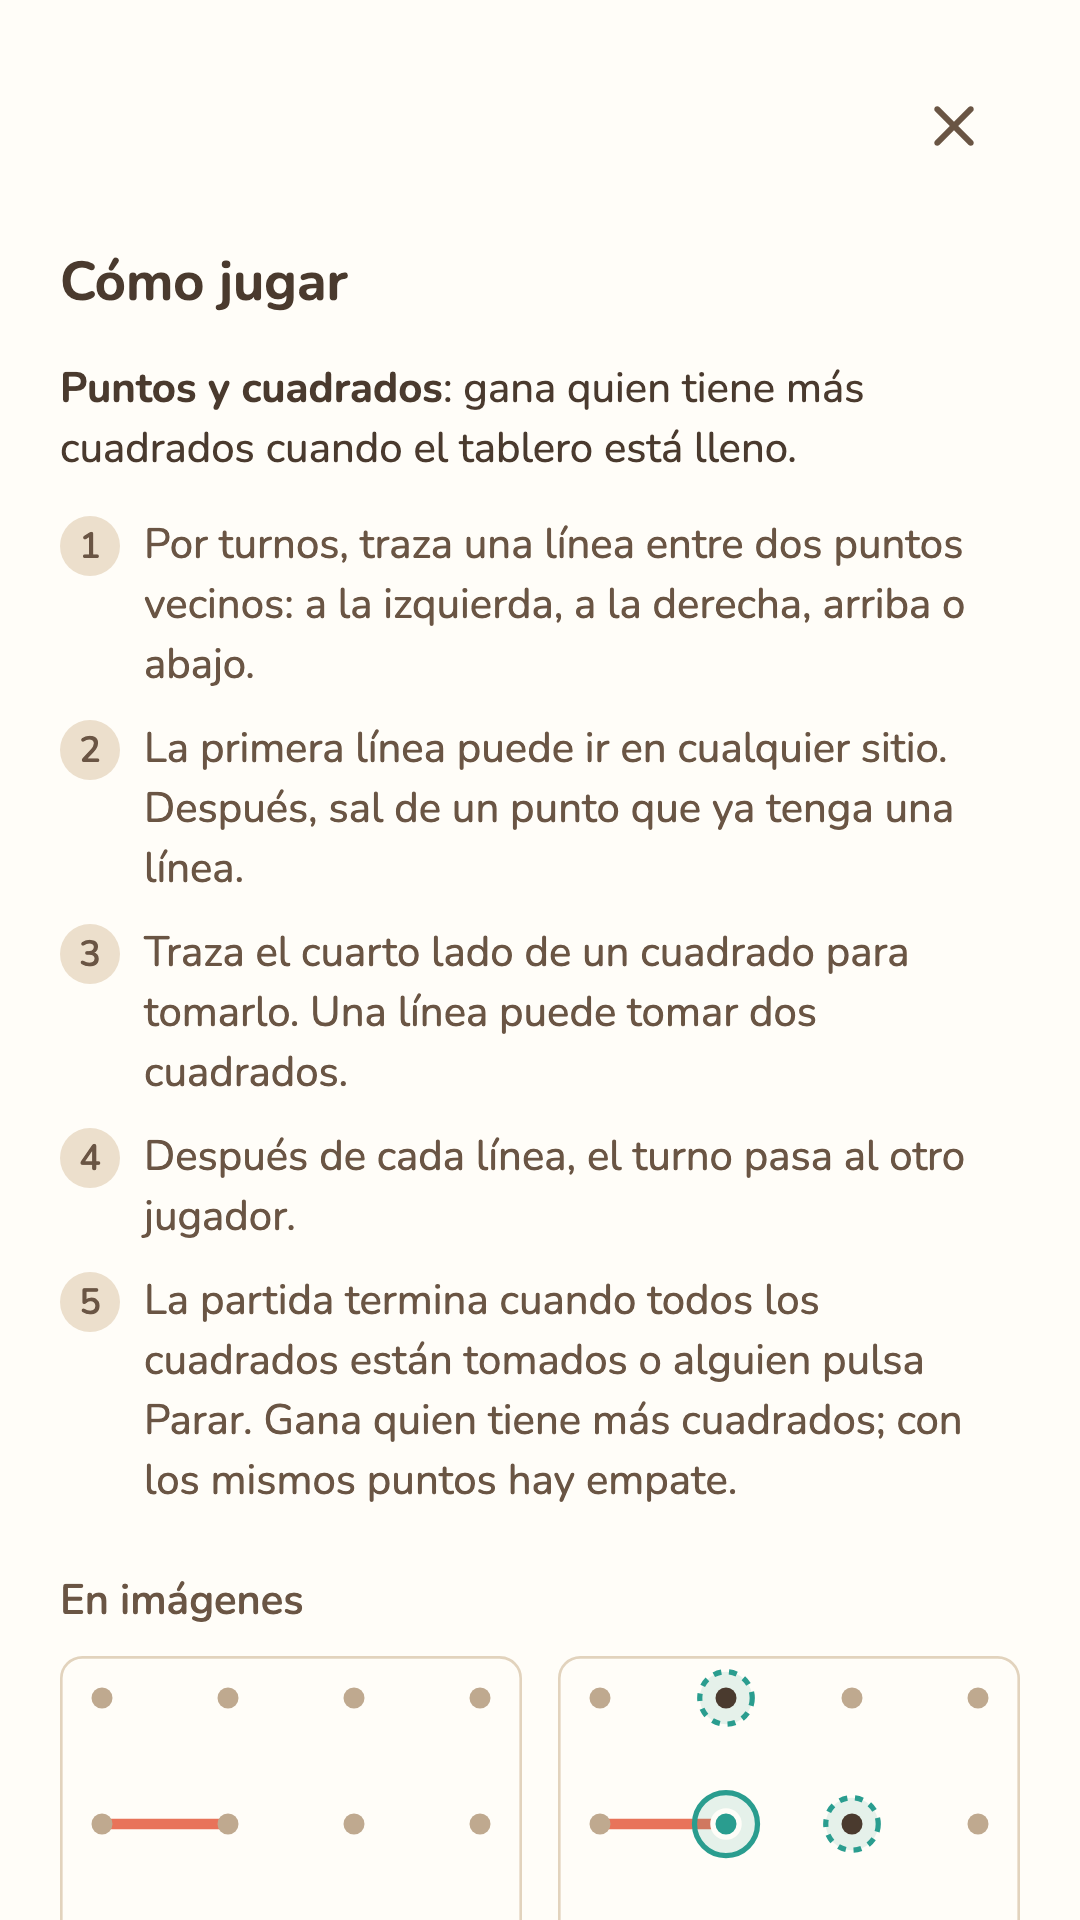 Cómo jugar
Puntos y cuadrados: gana quien tiene más
cuadrados cuando el tablero está lleno.
1 Por turnos, traza una línea entre dos puntos
vecinos: a la izquierda, a la derecha, arriba o
abajo.
2 La primera línea puede ir en cualquier sitio.
Después, sal de un punto que ya tenga una
línea.
3 Traza el cuarto lado de un cuadrado para
tomarlo. Una línea puede tomar dos
cuadrados.
4 Después de cada línea, el turno pasa al otro
jugador.
5 La partida termina cuando todos los
cuadrados están tomados o alguien pulsa
Parar. Gana quien tiene más cuadrados; con
los mismos puntos hay empate.
En imágenes